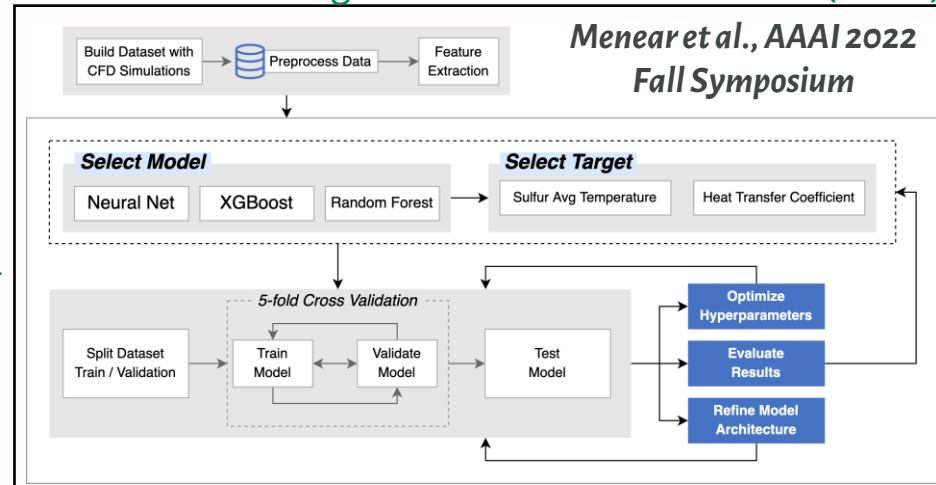 Menear et al., AAAI 2022
Fall Symposium
Build Dataset with
CFD Simulations
Preprocess Data
Feature
Extraction
Select Model
Neural Net
XGBoost
Random Forest
Select Target
Sulfur Avg Temperature
Heat Transfer Coefficient
5-fold Cross Validation
Split Dataset
Train / Validation
Train
Model
Validate
Model
Test
Model
Optimize
Hyperparameters
Evaluate
Results
Refine Model
Architecture